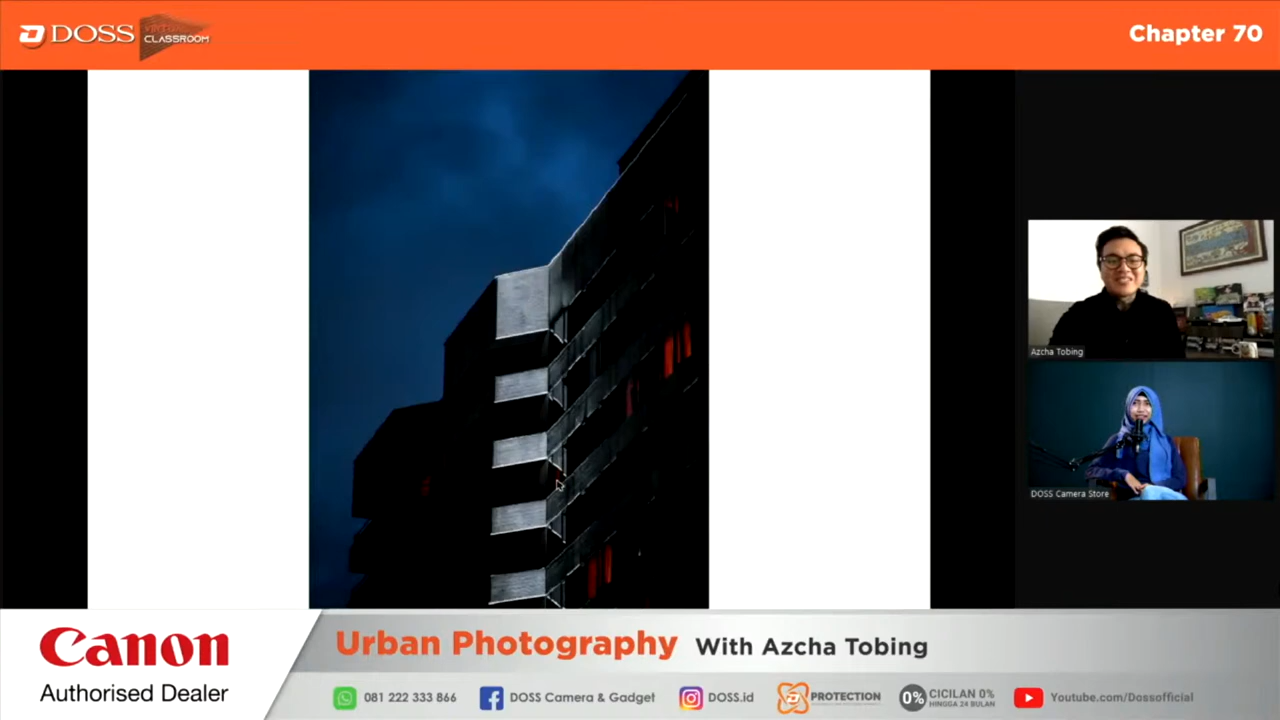 DOSS
VIRTUAL
CLASSROOM
Chapter 70
Azcha Tobing
DOSS Camera Store
Canon
Authorised Dealer
Urban Photography With Azcha Tobing
081 222 333 866
DOSS Camera & Gadget
DOSS.id
PROTECTION
0% CICILAN 0%
HINGGA 24 BULAN
Youtube.com/Dossofficial